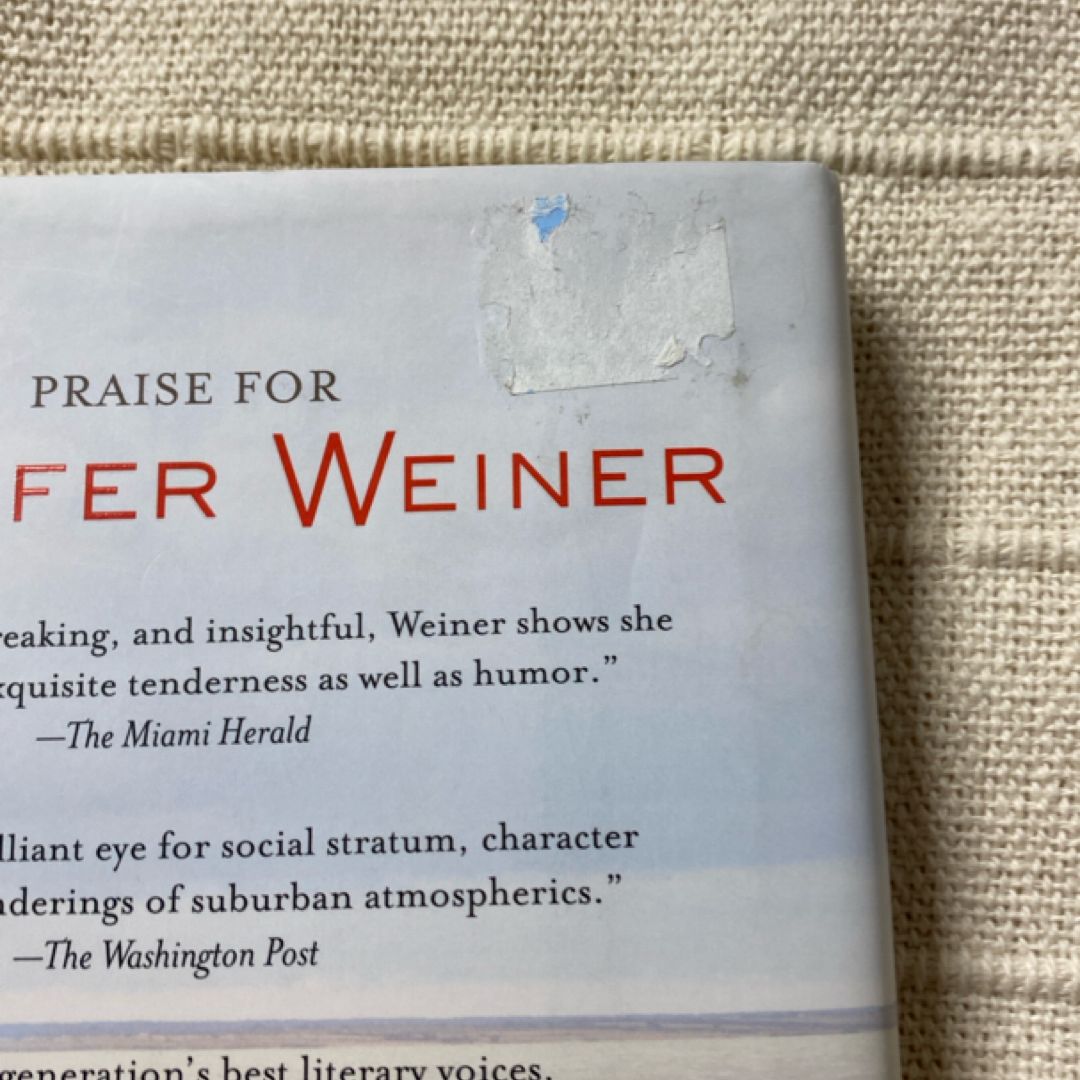 PRAISE FOR
FER WEINER
reaking, and insightful, Weiner shows she
xquisite tenderness as well as humor.”
—The Miami Herald
lliant eye for social stratum, character
nderings of suburban atmospherics.”
—The Washington Post
generation’s best literary voices.